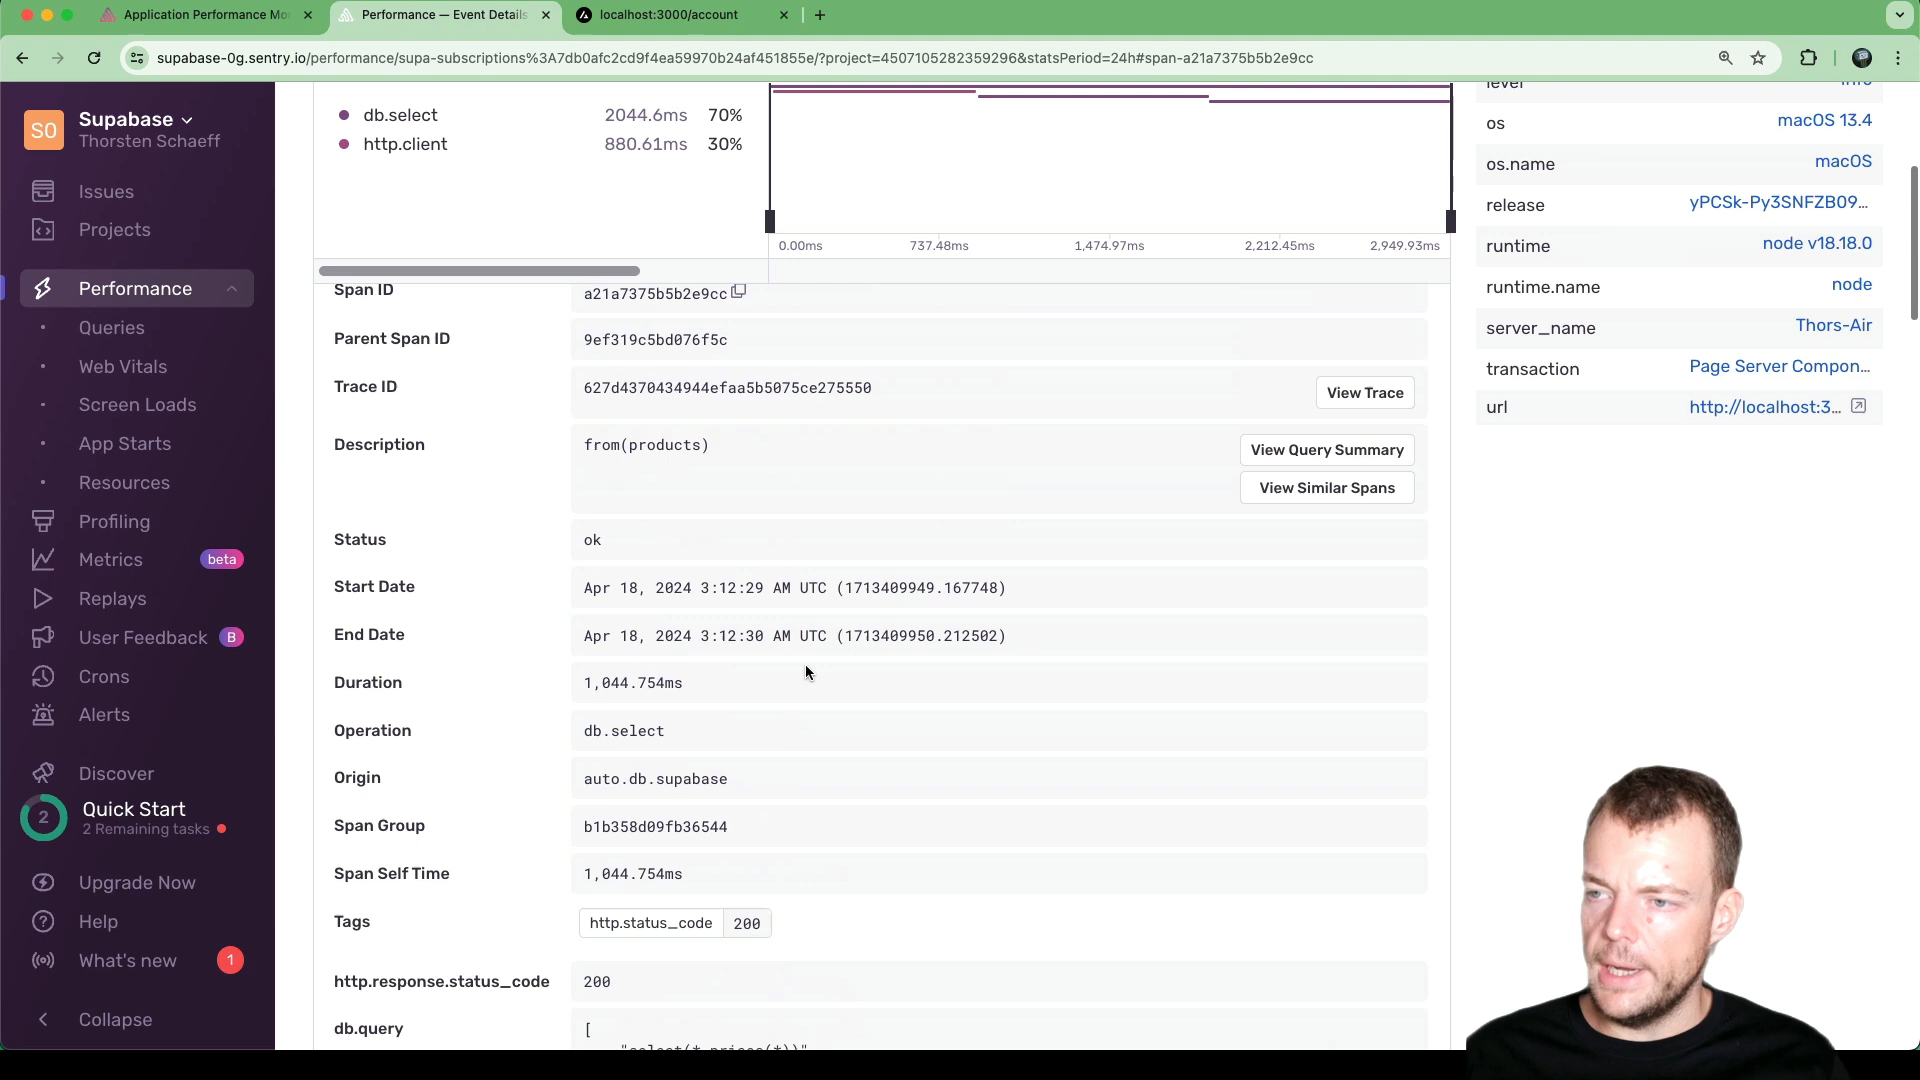 Application Performance Mo
Performance — Event Details
localhost:3000/account
supabase-0g.sentry.io/performance/supa-subscriptions%3A7db0afc2cd9f4ea59970b24af451855e/?project=4507105282359296&statsPeriod=24h#span-a21a7375b5b2e9cc
SO
Supabase
Thorsten Schaeff
Issues
Projects
Performance
Queries
Web Vitals
Screen Loads
App Starts
Resources
Profiling
Metrics beta
Replays
User Feedback B
Crons
Alerts
Discover
2
Quick Start
2 Remaining tasks
Upgrade Now
Help
What's new 1
Collapse
db.select 2044.6ms 70%
http.client 880.61ms 30%
0.00ms 737.48ms 1,474.97ms 2,212.45ms 2,949.93ms
Span ID a21a7375b5b2e9cc
Parent Span ID 9ef319c5bd076f5c
Trace ID 627d4370434944efaa5b5075ce275550 View Trace
Description from(products) View Query Summary
View Similar Spans
Status ok
Start Date Apr 18, 2024 3:12:29 AM UTC (1713409949.167748)
End Date Apr 18, 2024 3:12:30 AM UTC (1713409950.212502)
Duration 1,044.754ms
Operation db.select
Origin auto.db.supabase
Span Group b1b358d09fb36544
Span Self Time 1,044.754ms
Tags http.status_code 200
http.response.status_code 200
db.query [
"select(*,prices(*))"
level info
os macOS 13.4
os.name macOS
release yPCSk-Py3SNFZB09…
runtime node v18.18.0
runtime.name node
server_name Thors-Air
transaction Page Server Compon…
url http://localhost:3…